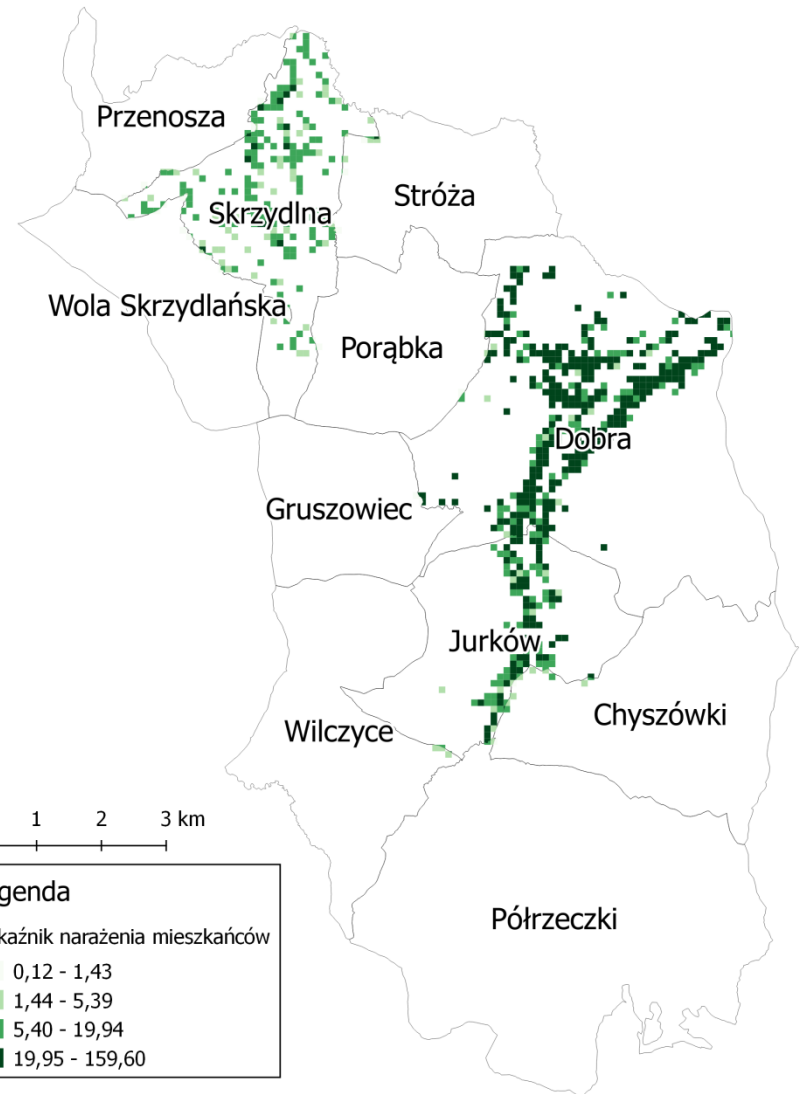 Przenosza
Stróża
Skrzydlna
Wola Skrzydlańska
Porąbka
Dobra
Gruszowiec
Jurków
Chyszówki
Wilczyce
1 2 3 km
genda
kaźnik narażenia mieszkańców
0,12 - 1,43
1,44 - 5,39
5,40 - 19,94
19,95 - 159,60
Półrzeczki